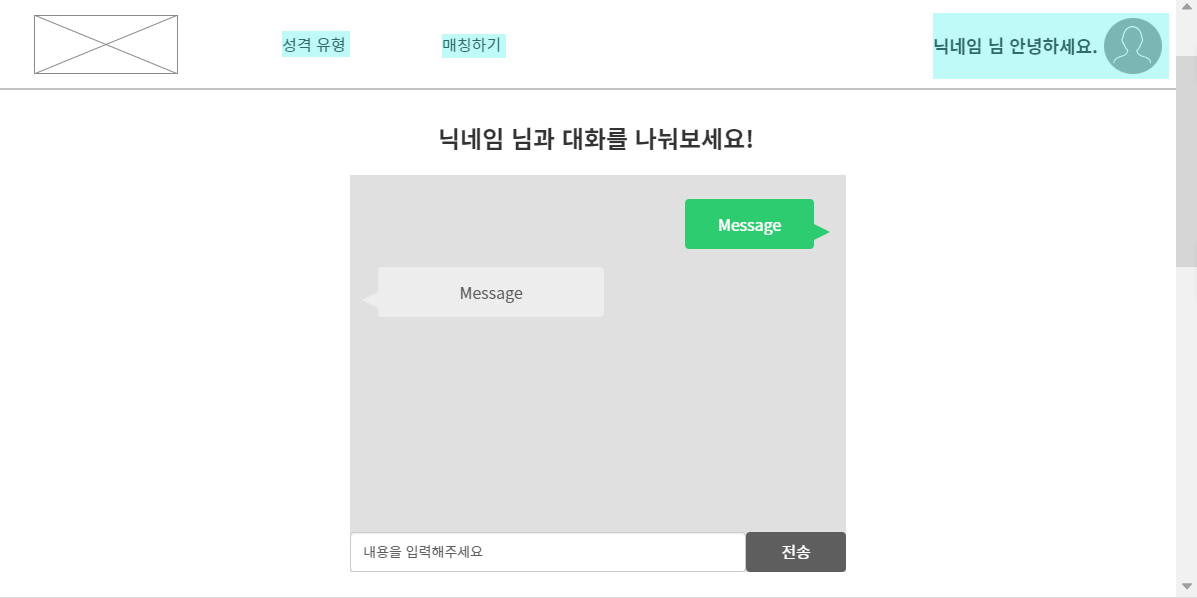 성격 유형
매칭하기
닉네임 님 안녕하세요.
닉네임 님과 대화를 나눠보세요!
Message
Message
내용을 입력해주세요
전송